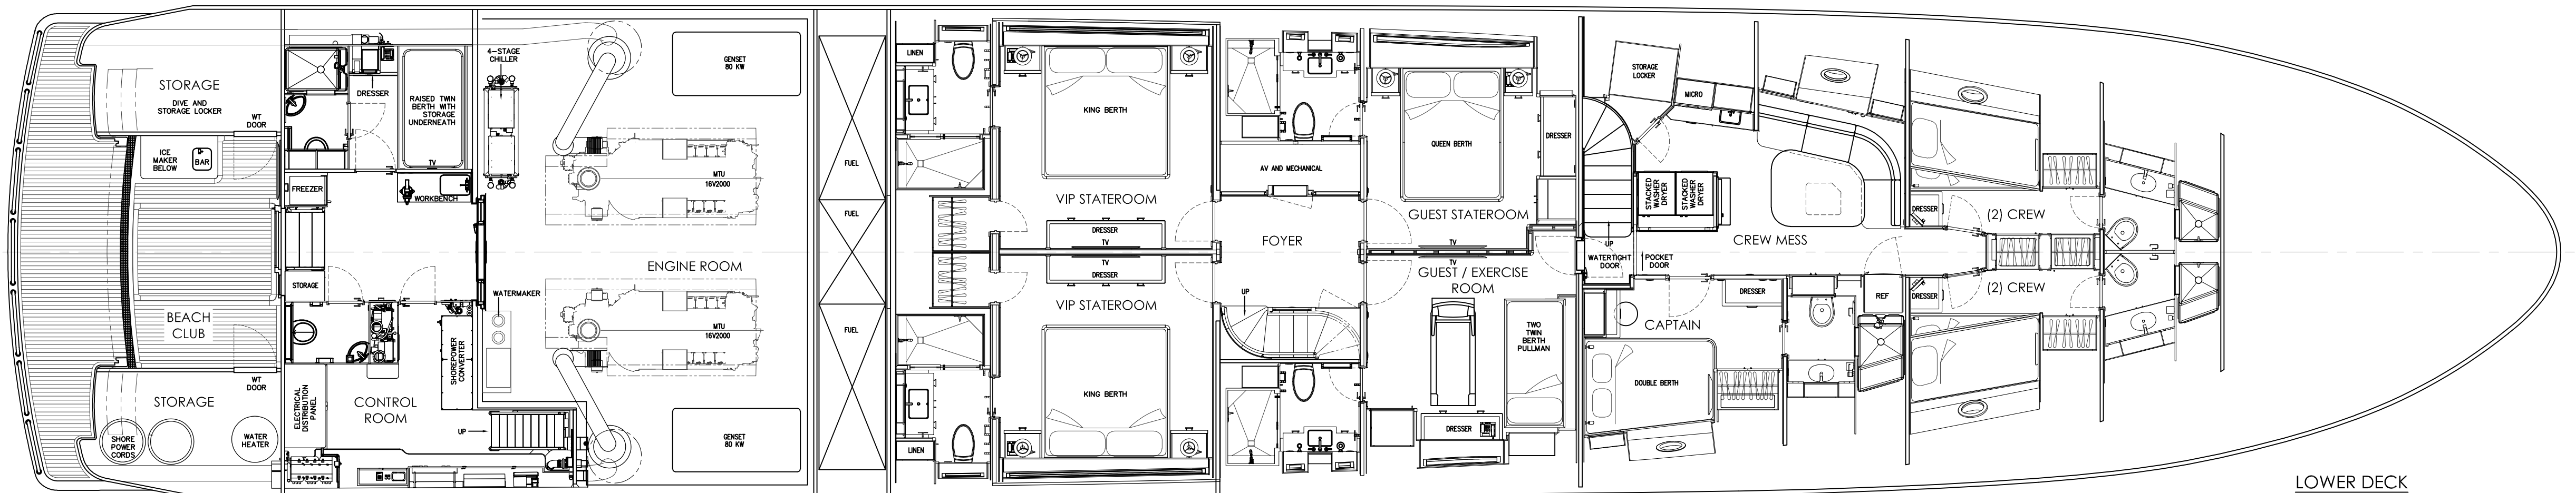 STORAGE
DIVE AND
STORAGE LOCKER
WT
DOOR
ICE
MAKER
BELOW
BAR
BEACH
CLUB
STORAGE
WT
DOOR
SHORE
POWER
CORDS
WATER
HEATER
DRESSER
RAISED TWIN
BERTH WITH
STORAGE
UNDERNEATH
TV
FREEZER
WORKBENCH
STORAGE
ELECTRICAL
DISTRIBUTION
PANEL
CONTROL
ROOM
SHOREPOWER
CONVERTER
UP
4-STAGE
CHILLER
WATERMAKER
ENGINE ROOM
GENSET
80 KW
MTU
16V2000
MTU
16V2000
GENSET
80 KW
FUEL
FUEL
FUEL
LINEN
LINEN
KING BERTH
VIP STATEROOM
DRESSER
TV
TV
DRESSER
VIP STATEROOM
KING BERTH
AV AND MECHANICAL
FOYER
UP
QUEEN BERTH
DRESSER
GUEST STATEROOM
TV
TV
GUEST / EXERCISE
ROOM
TWO
TWIN
BERTH
PULLMAN
DRESSER
STORAGE
LOCKER
MICRO
STACKED
WASHER
DRYER
STACKED
WASHER
DRYER
UP
WATERTIGHT
DOOR
POCKET
DOOR
CREW MESS
DRESSER
CAPTAIN
DOUBLE BERTH
REF
DRESSER
(2) CREW
DRESSER
(2) CREW
LOWER DECK